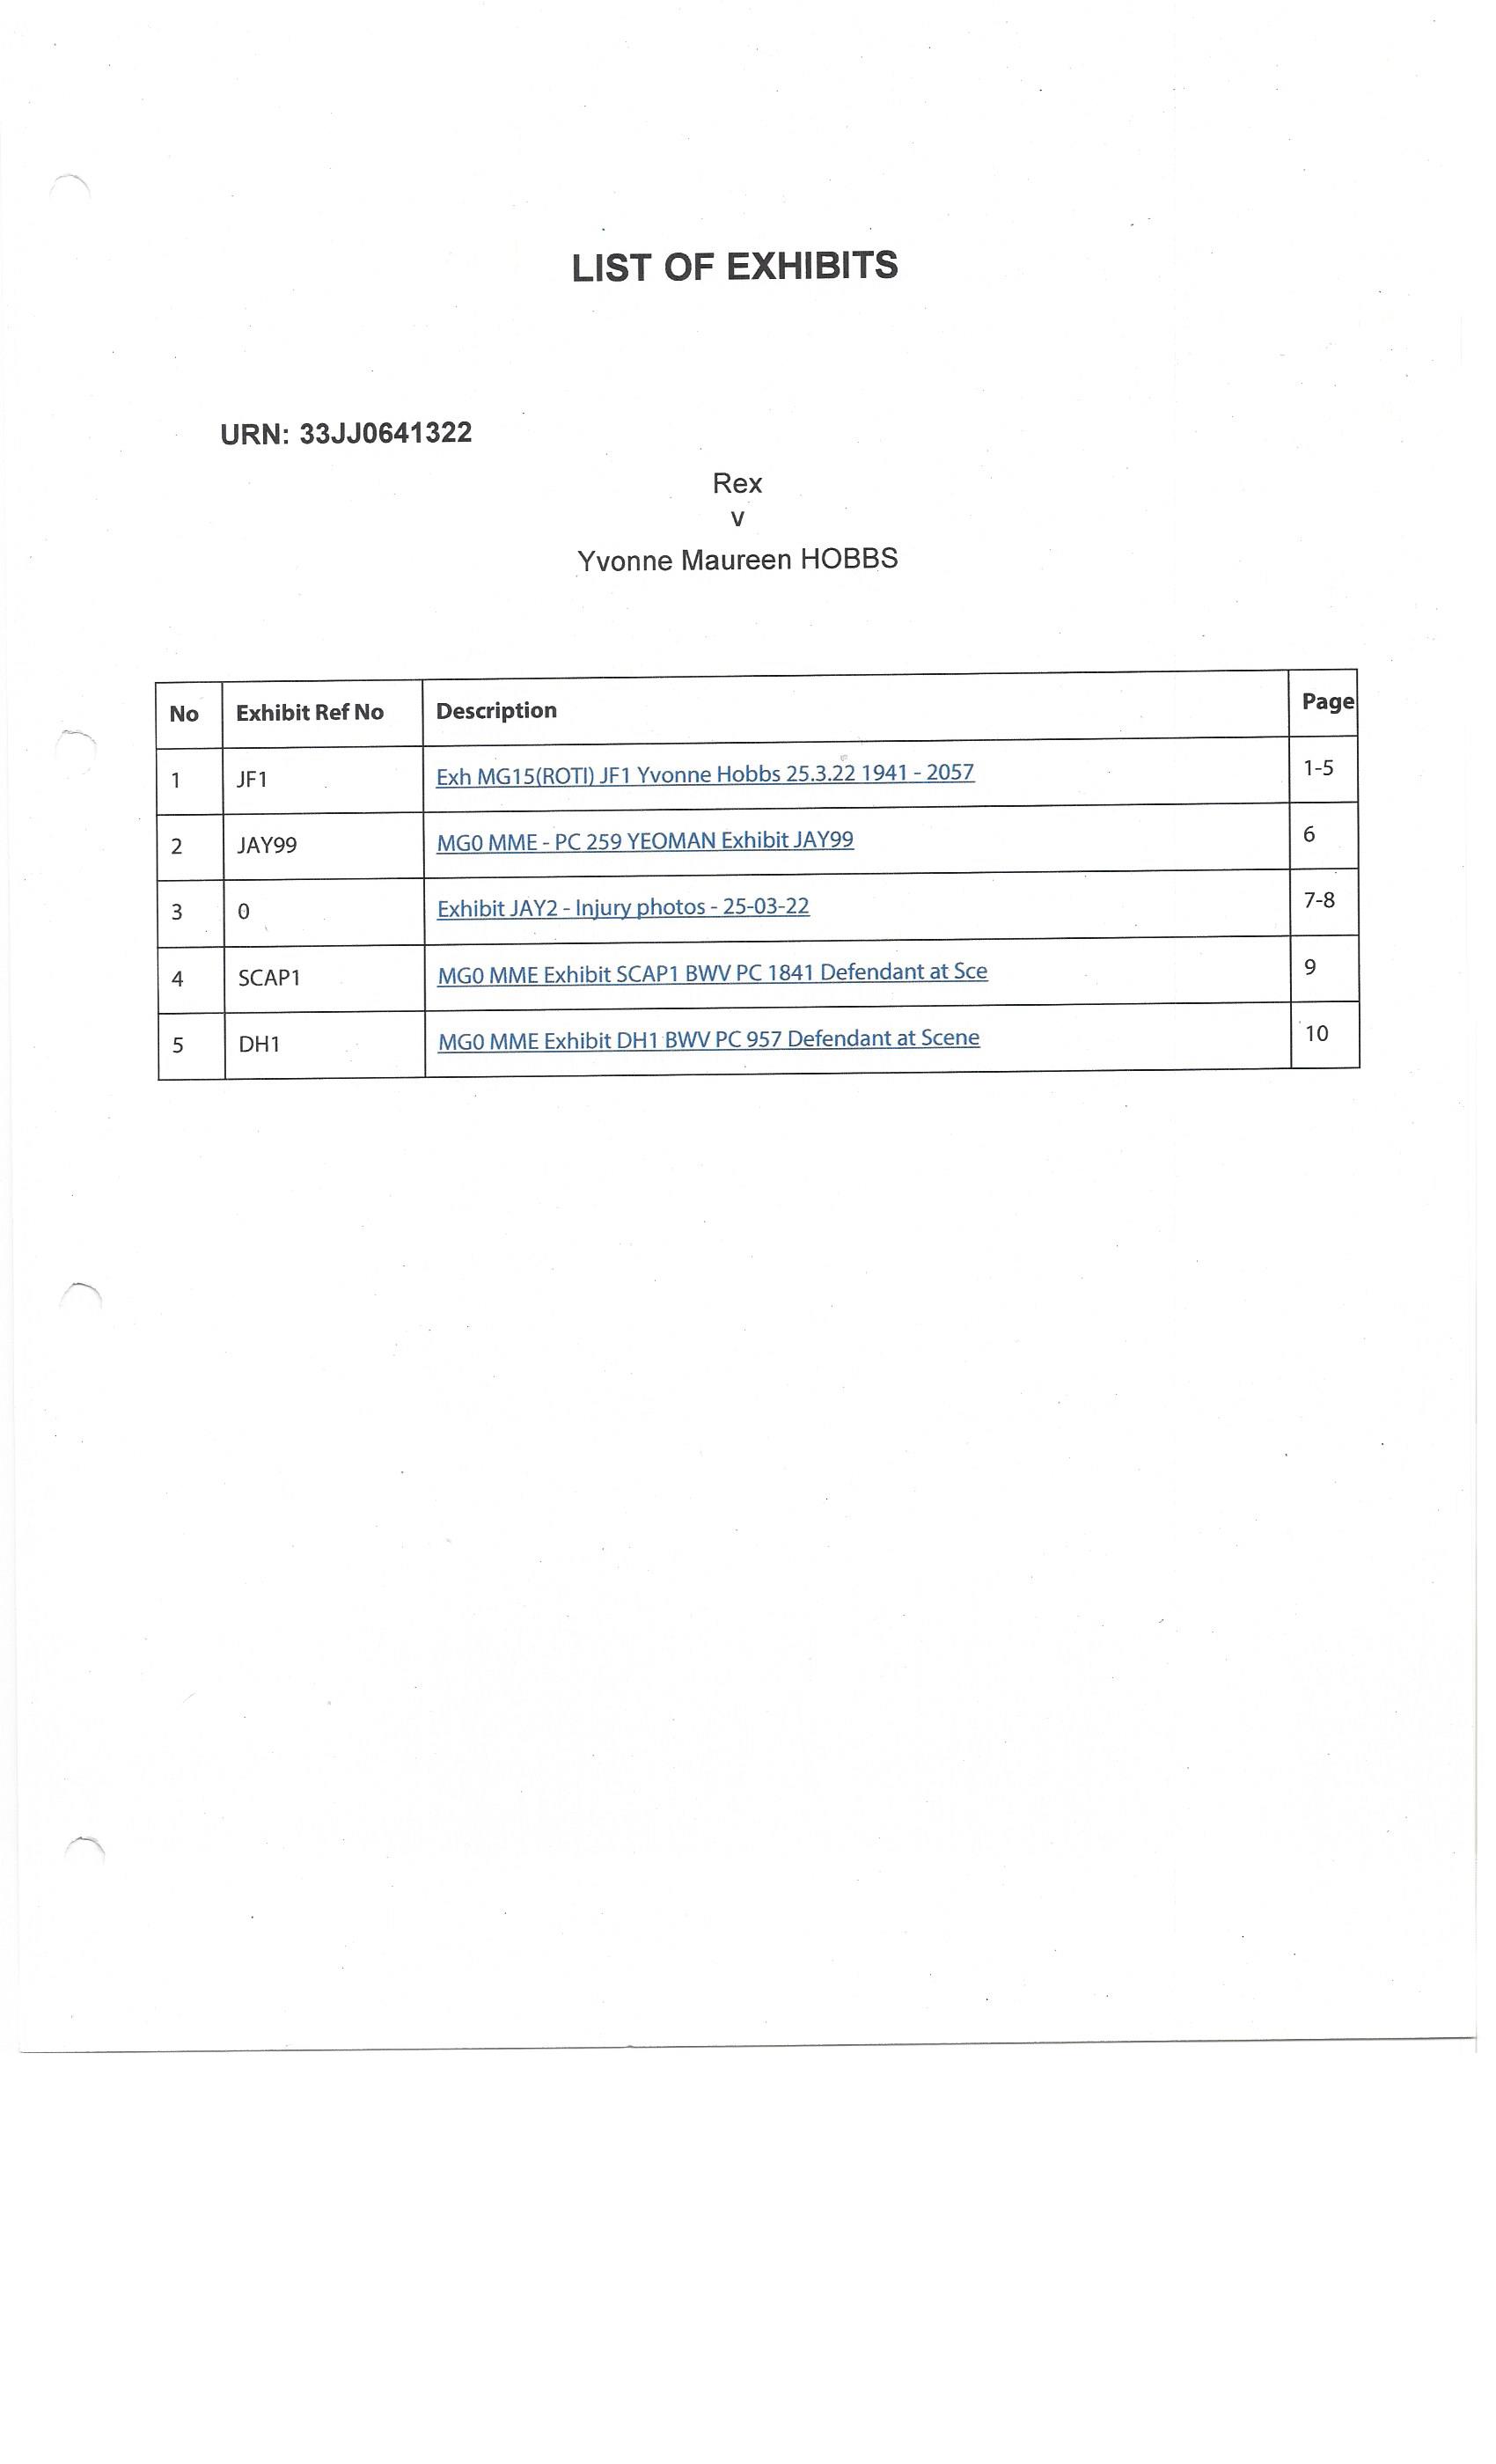 LIST OF EXHIBITS
URN: 33JJ0641322
Rex
v
Yvonne Maureen HOBBS
No Exhibit Ref No Description Page
1 JF1 Exh MG15(ROTI) JF1 Yvonne Hobbs 25.3.22 1941 - 2057 1-5
2 JAY99 MG0 MME - PC 259 YEOMAN Exhibit JAY99 6
3 0 Exhibit JAY2 - Injury photos - 25-03-22 7-8
4 SCAP1 MG0 MME Exhibit SCAP1 BWV PC 1841 Defendant at Sce 9
5 DH1 MG0 MME Exhibit DH1 BWV PC 957 Defendant at Scene 10